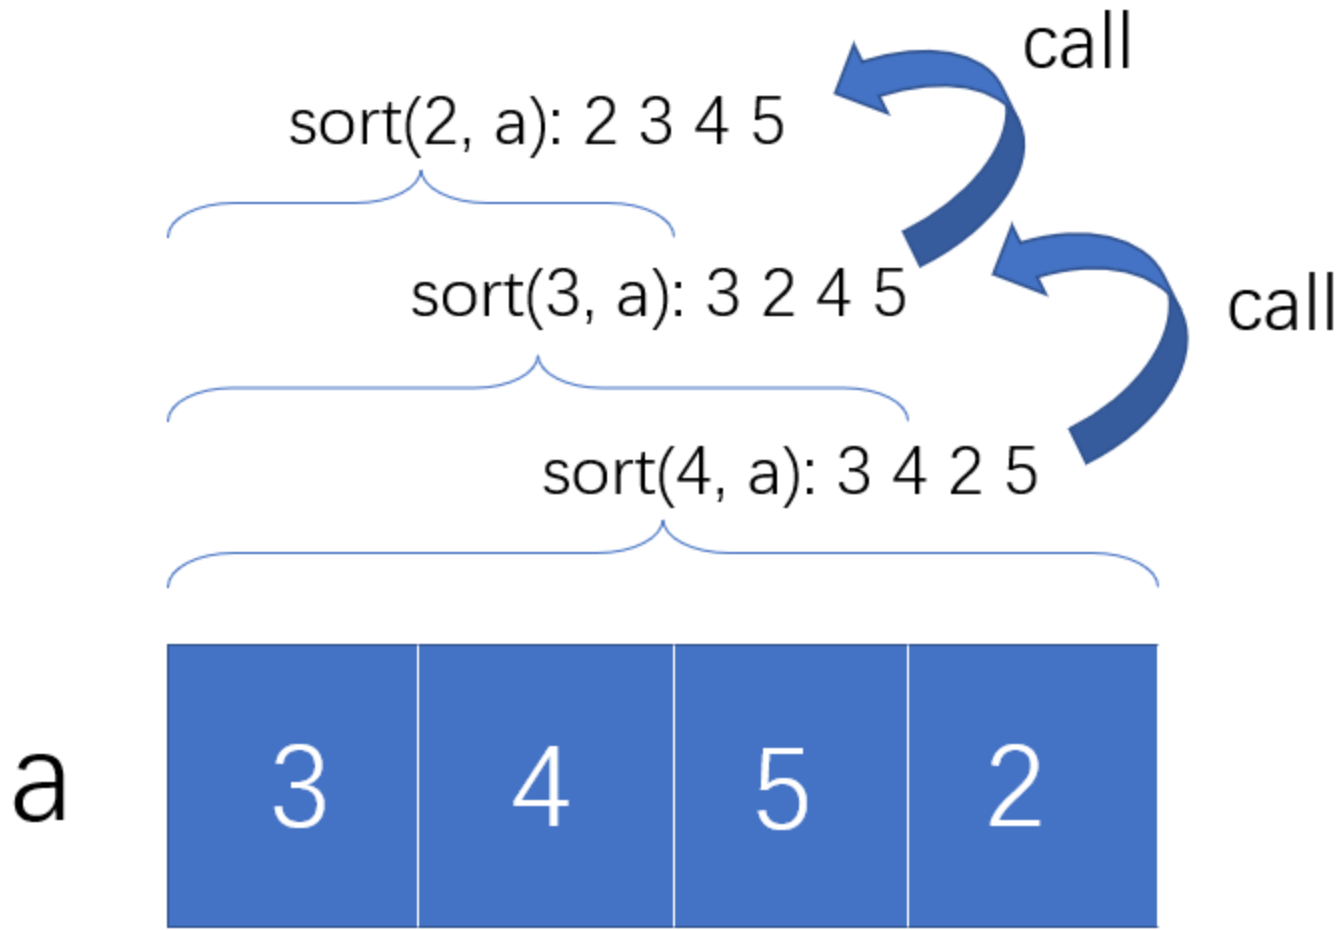 call
sort(2, a): 2 3 4 5
sort(3, a): 3 2 4 5
call
sort(4, a): 3 4 2 5
a
3 4 5 2